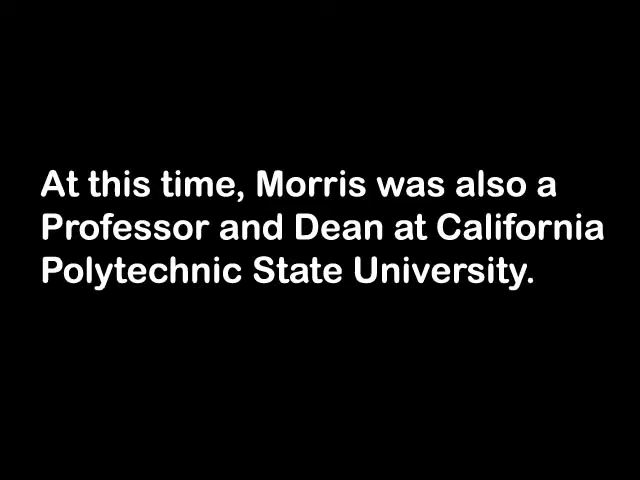 At this time, Morris was also a
Professor and Dean at California
Polytechnic State University.